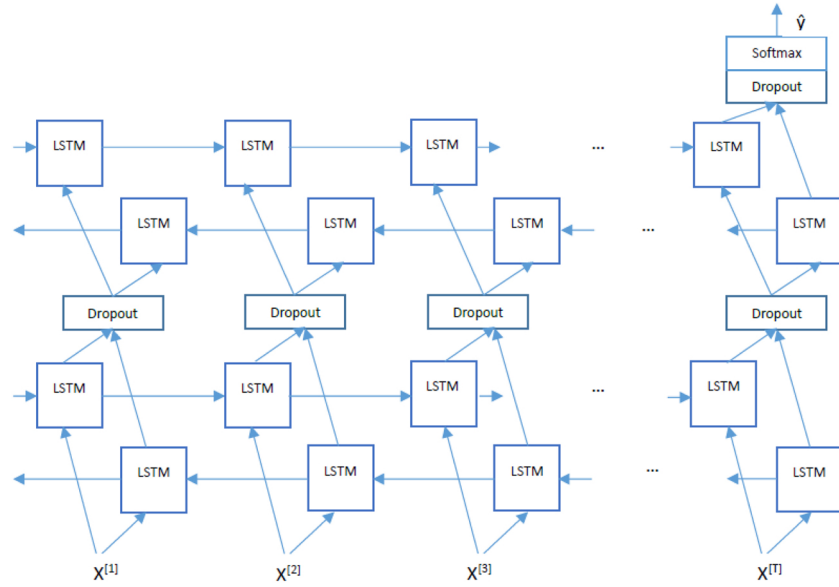 ŷ
Softmax
Dropout
LSTM LSTM LSTM ... LSTM
LSTM LSTM LSTM ... LSTM
Dropout Dropout Dropout Dropout
LSTM LSTM LSTM ... LSTM
LSTM LSTM LSTM ... LSTM
X[1] X[2] X[3] X[T]